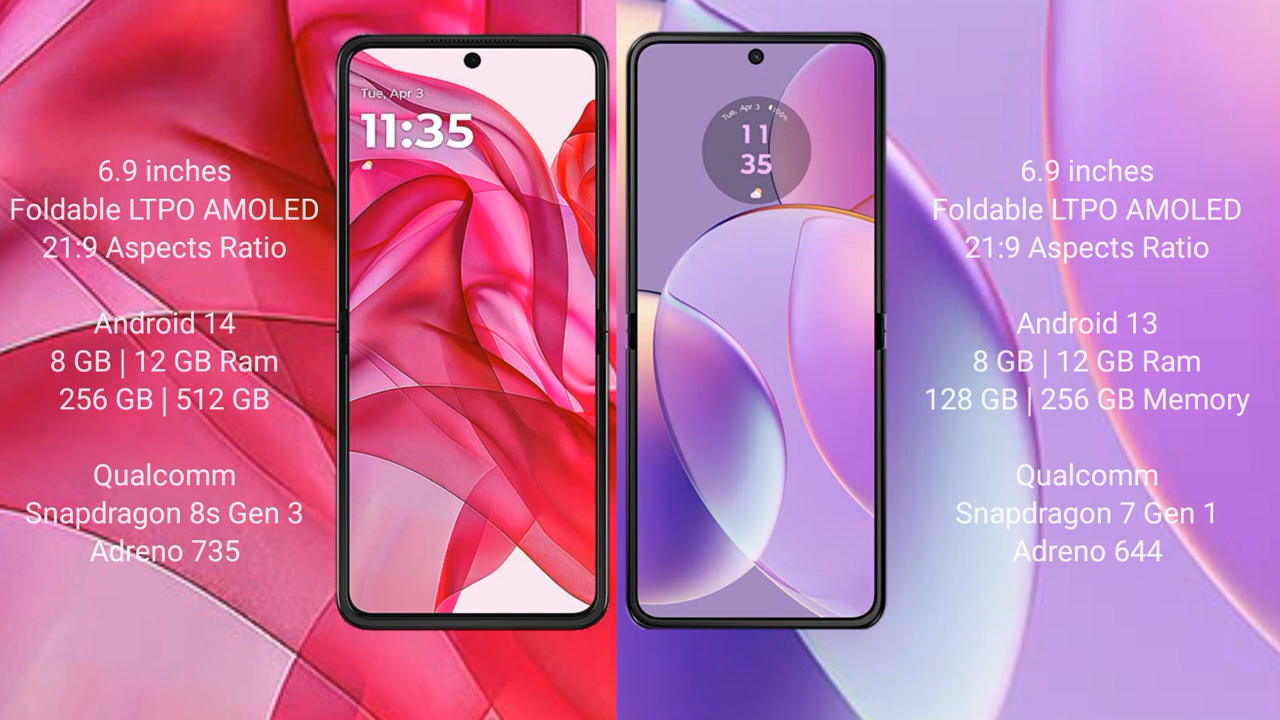 6.9 inches
Foldable LTPO AMOLED
21:9 Aspects Ratio
Android 14
8 GB | 12 GB Ram
256 GB | 512 GB
Qualcomm
Snapdragon 8s Gen 3
Adreno 735
Tue, Apr 3
11:35
Tue, Apr 3 100%
11
35
6.9 inches
Foldable LTPO AMOLED
21:9 Aspects Ratio
Android 13
8 GB | 12 GB Ram
128 GB | 256 GB Memory
Qualcomm
Snapdragon 7 Gen 1
Adreno 644